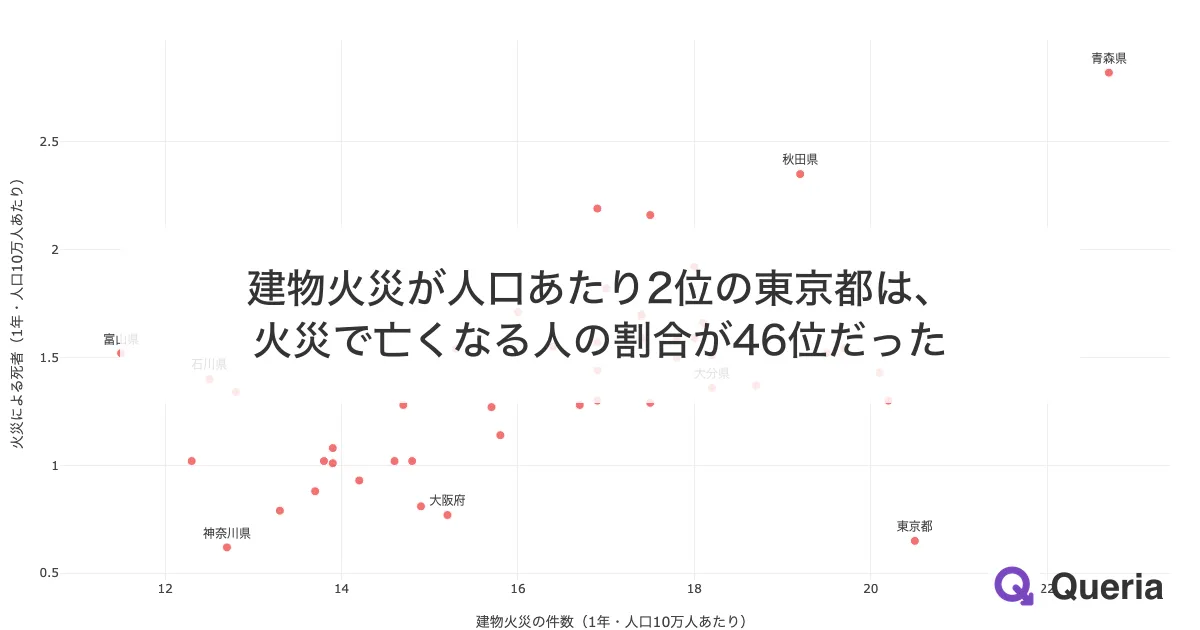 青森県
2.5
秋田県
2
建物火災が人口あたり2位の東京都は、
火災で亡くなる人の割合が46位だった
富山県
1.5
石川県
大分県
1
大阪府
神奈川県
東京都
0.5
12
14
16
18
20
22
Queria
建物火災の件数（1年・人口10万人あたり）
火災による死者（1年・人口10万人あたり）